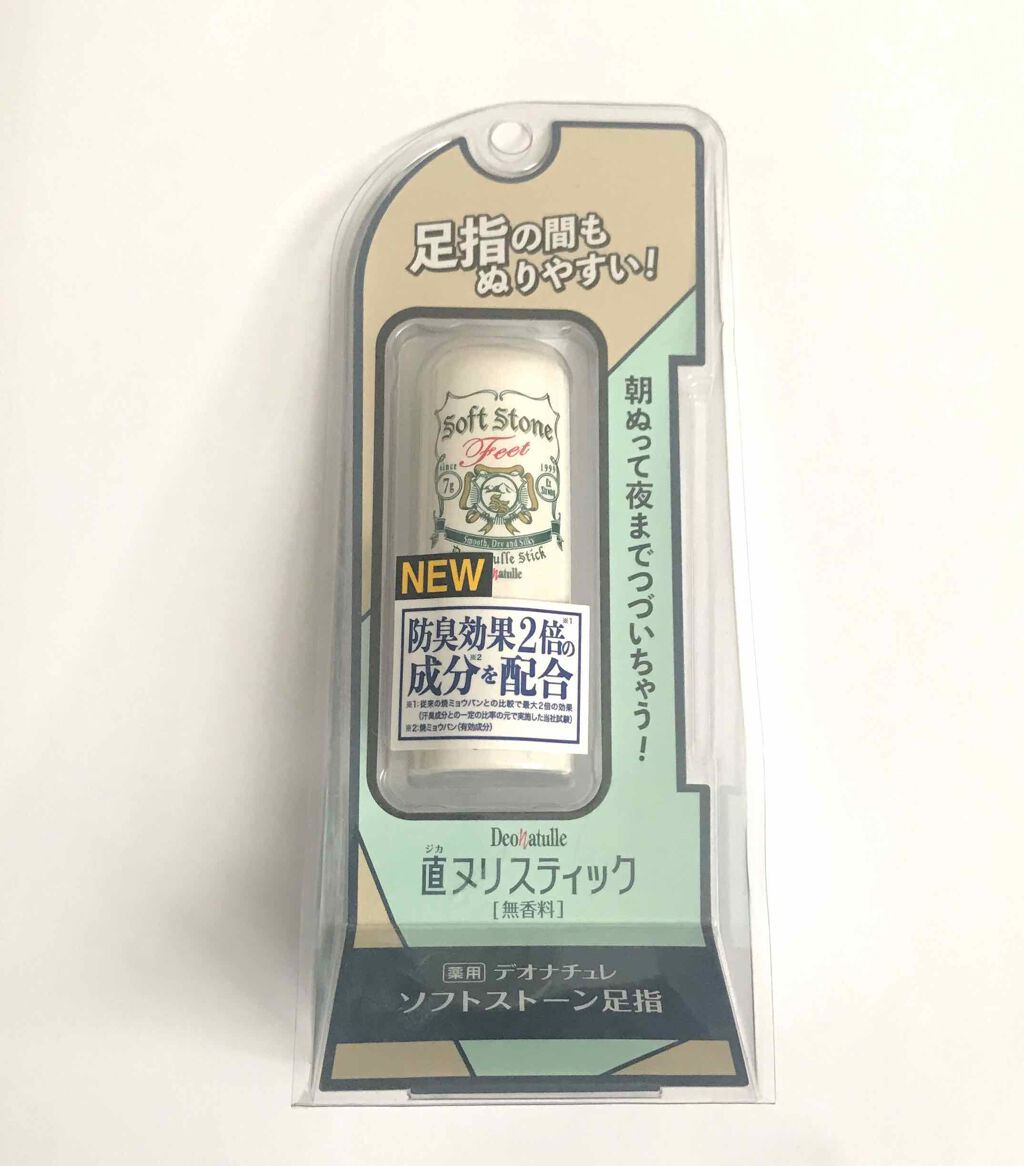 足指の間も
ぬりやすい!
朝ぬって夜までつづいちゃう!
Soft Stone
Feet
since 1999
7g
Smooth, Dry and Silky
Stick
NEW
防臭効果2倍の※1
成分※2を配合
※1:従来の焼ミョウバンとの比較で最大2倍の効果
(汗臭成分との一定の比率の元で実施した当社試験)
※2:焼ミョウバン(有効成分)
Deonatulle
ジカ
直ヌリスティック
[無香料]
薬用 デオナチュレ
ソフトストーン足指